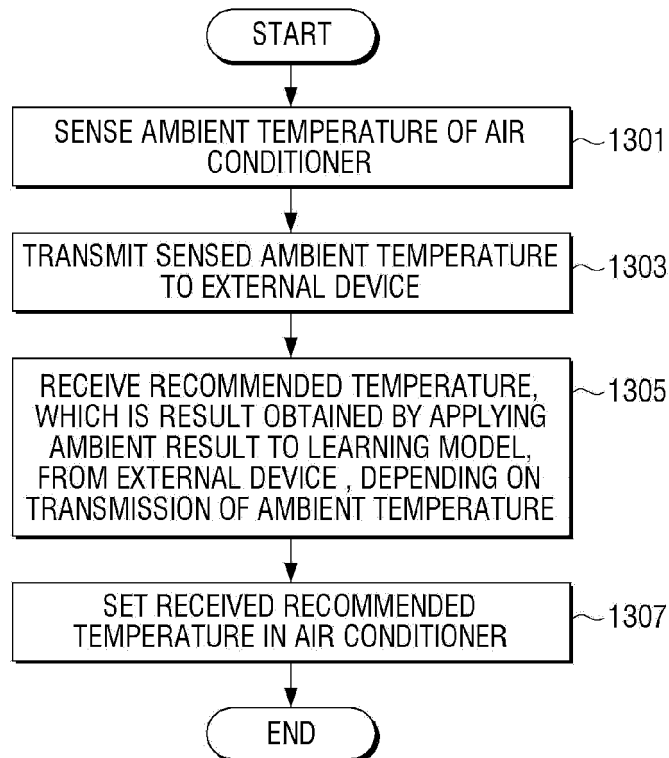 START
SENSE AMBIENT TEMPERATURE OF AIR
CONDITIONER
1301
TRANSMIT SENSED AMBIENT TEMPERATURE
TO EXTERNAL DEVICE
1303
RECEIVE RECOMMENDED TEMPERATURE,
WHICH IS RESULT OBTAINED BY APPLYING
AMBIENT RESULT TO LEARNING MODEL,
FROM EXTERNAL DEVICE , DEPENDING ON
TRANSMISSION OF AMBIENT TEMPERATURE
1305
SET RECEIVED RECOMMENDED
TEMPERATURE IN AIR CONDITIONER
1307
END